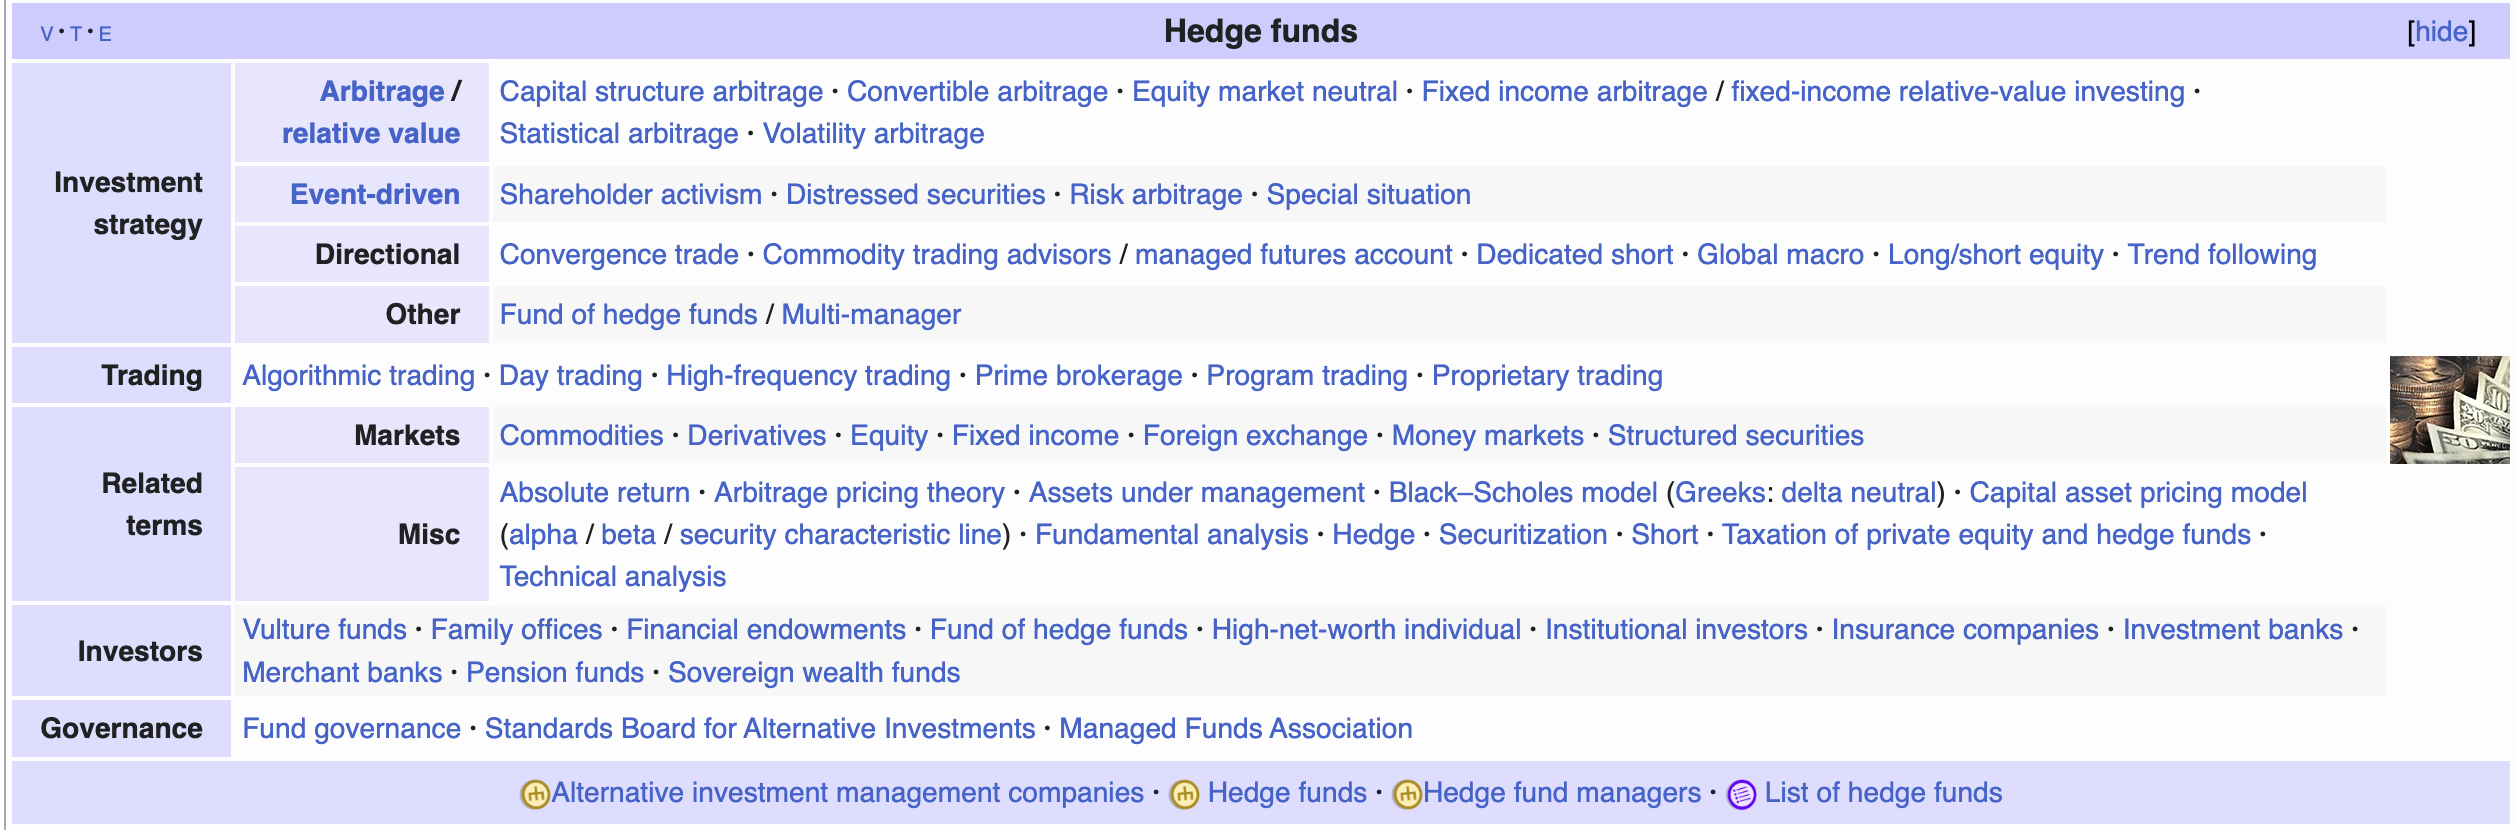 V · T · E Hedge funds [hide]
Investment strategy
Arbitrage / relative value
Capital structure arbitrage · Convertible arbitrage · Equity market neutral · Fixed income arbitrage / fixed-income relative-value investing ·
Statistical arbitrage · Volatility arbitrage
Event-driven Shareholder activism · Distressed securities · Risk arbitrage · Special situation
Directional Convergence trade · Commodity trading advisors / managed futures account · Dedicated short · Global macro · Long/short equity · Trend following
Other Fund of hedge funds / Multi-manager
Trading Algorithmic trading · Day trading · High-frequency trading · Prime brokerage · Program trading · Proprietary trading
Related terms
Markets Commodities · Derivatives · Equity · Fixed income · Foreign exchange · Money markets · Structured securities
Misc
Absolute return · Arbitrage pricing theory · Assets under management · Black–Scholes model (Greeks: delta neutral) · Capital asset pricing model
(alpha / beta / security characteristic line) · Fundamental analysis · Hedge · Securitization · Short · Taxation of private equity and hedge funds ·
Technical analysis
Investors
Vulture funds · Family offices · Financial endowments · Fund of hedge funds · High-net-worth individual · Institutional investors · Insurance companies · Investment banks ·
Merchant banks · Pension funds · Sovereign wealth funds
Governance Fund governance · Standards Board for Alternative Investments · Managed Funds Association
Alternative investment management companies · Hedge funds · Hedge fund managers · List of hedge funds